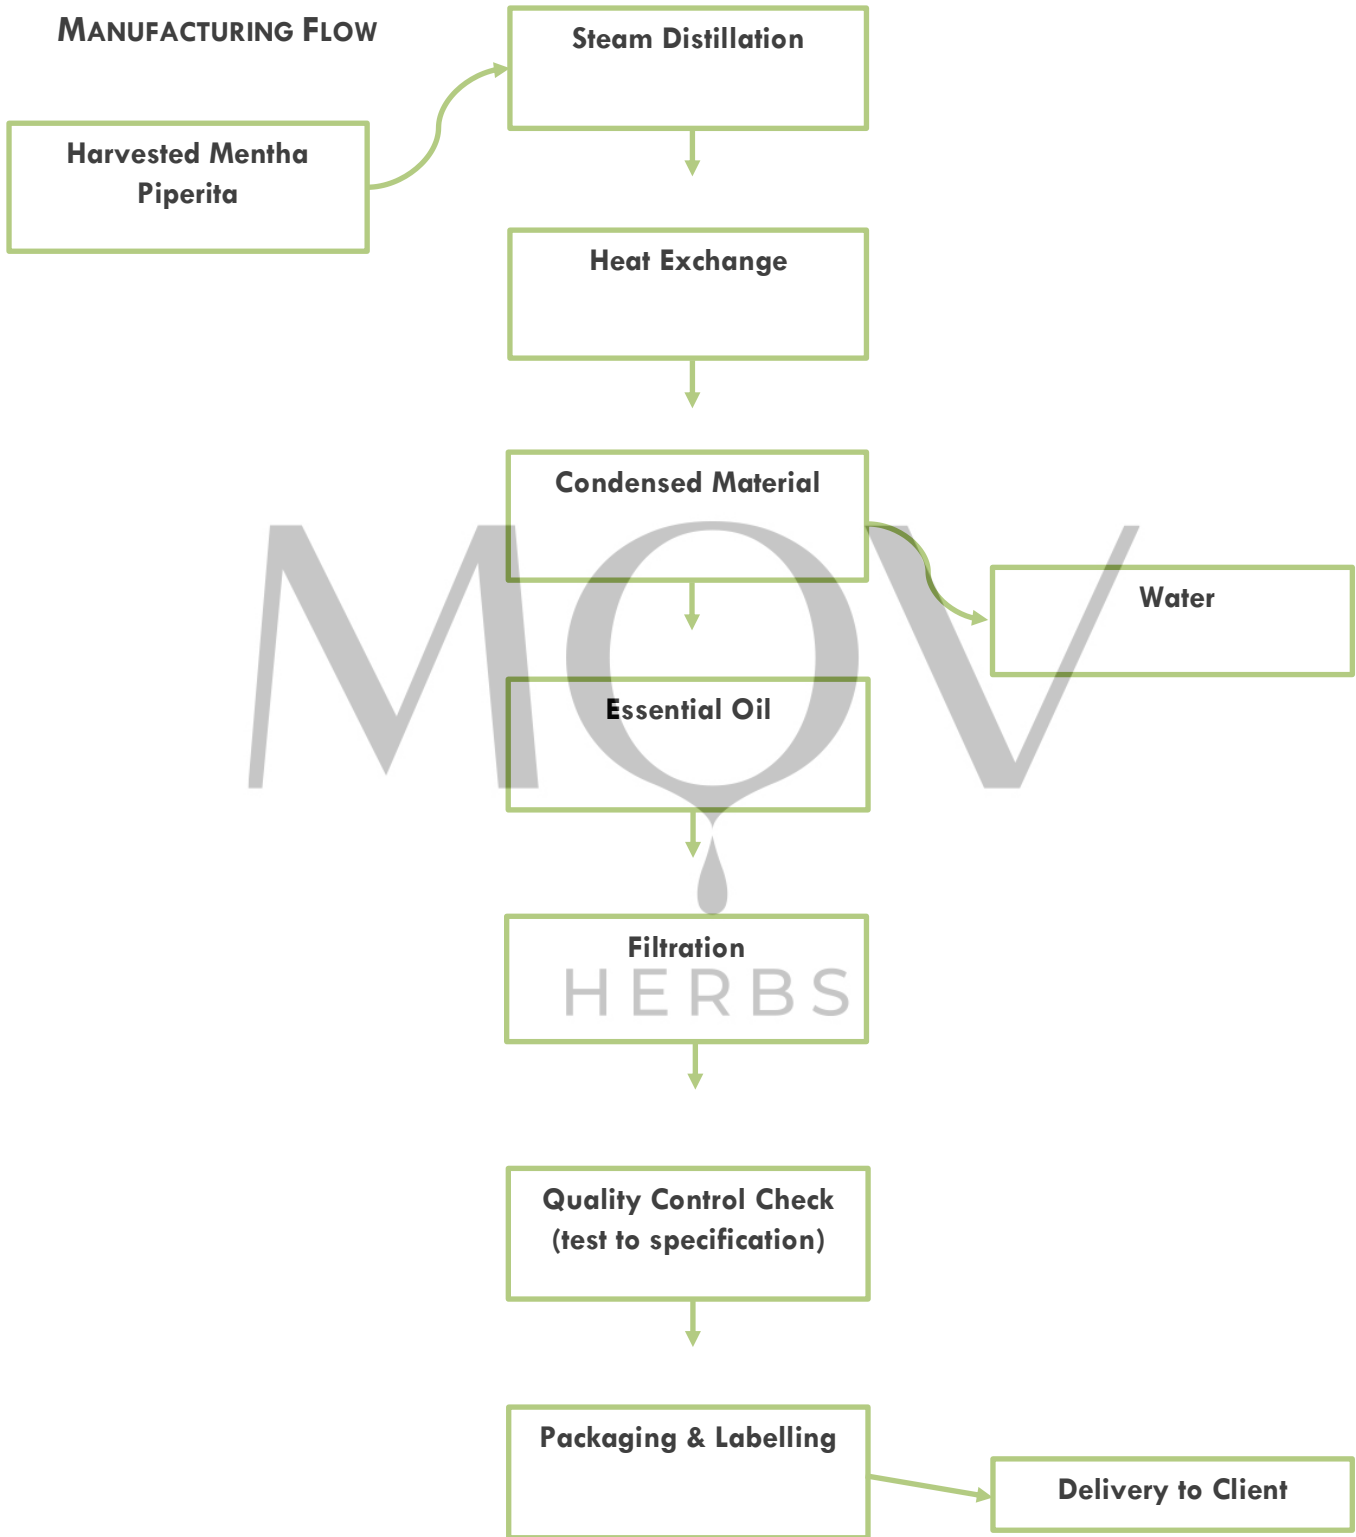 MANUFACTURING FLOW
Steam Distillation
Harvested Mentha
Piperita
Heat Exchange
Condensed Material
Water
Essential Oil
MOV
Filtration
HERBS
Quality Control Check
(test to specification)
Packaging & Labelling
Delivery to Client